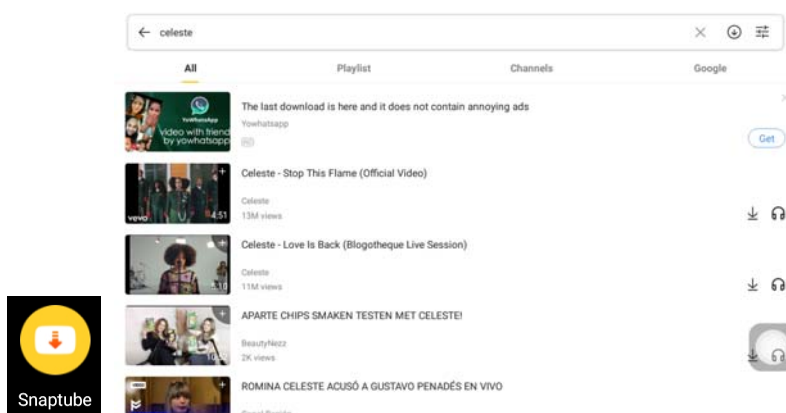 celeste
All Playlist Channels Google
YoWhatsApp
video with friend
by yowhatsapp
The last download is here and it does not contain annoying ads
Yowhatsapp
Get
Celeste - Stop This Flame (Official Video)
vevo
4:51
Celeste
13M views
Celeste - Love Is Back (Blogotheque Live Session)
Celeste
11M views
APARTE CHIPS SMAKEN TESTEN MET CELESTE!
BeautyNezz
2K views
ROMINA CELESTE ACUSÓ A GUSTAVO PENADÉS EN VIVO
Snaptube